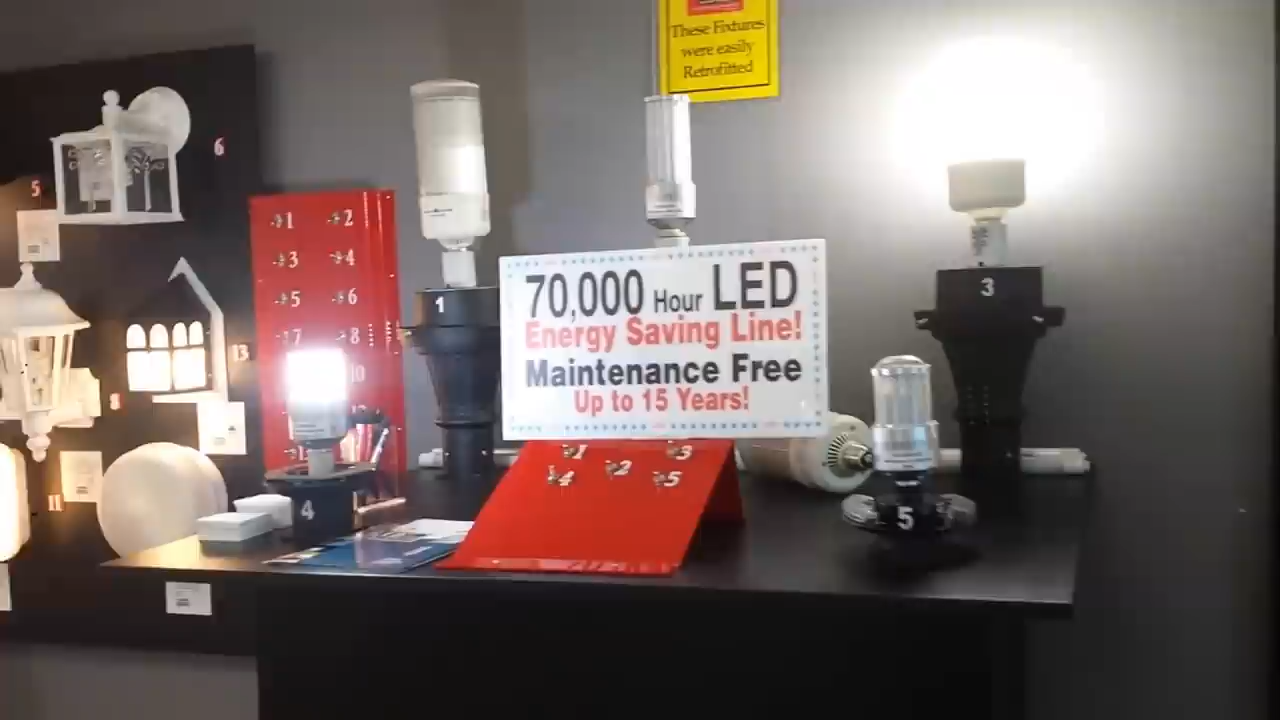 These Fixtures
were easily
Retrofitted
6
5
1 2
3 4
5 6
7 8
10
13
11
1
3
70,000 Hour LED
Energy Saving Line!
Maintenance Free
Up to 15 Years!
1 3
4 2 5
4
5